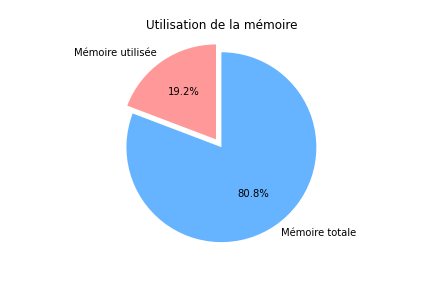 Utilisation de la mémoire
Mémoire utilisée
19.2%
80.8%
Mémoire totale